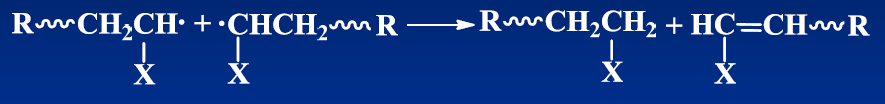 R~CH₂CH· + ·CHCH₂~R → R~CH₂CH₂ + HC=CH~R
X X X X